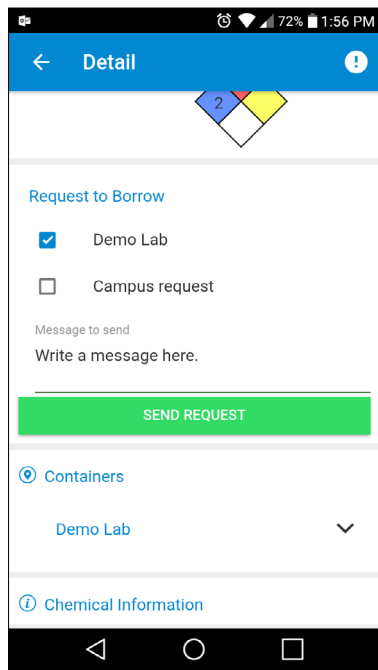 72% 1:56 PM
Detail
2
Request to Borrow
Demo Lab
Campus request
Message to send
Write a message here.
SEND REQUEST
Containers
Demo Lab
Chemical Information